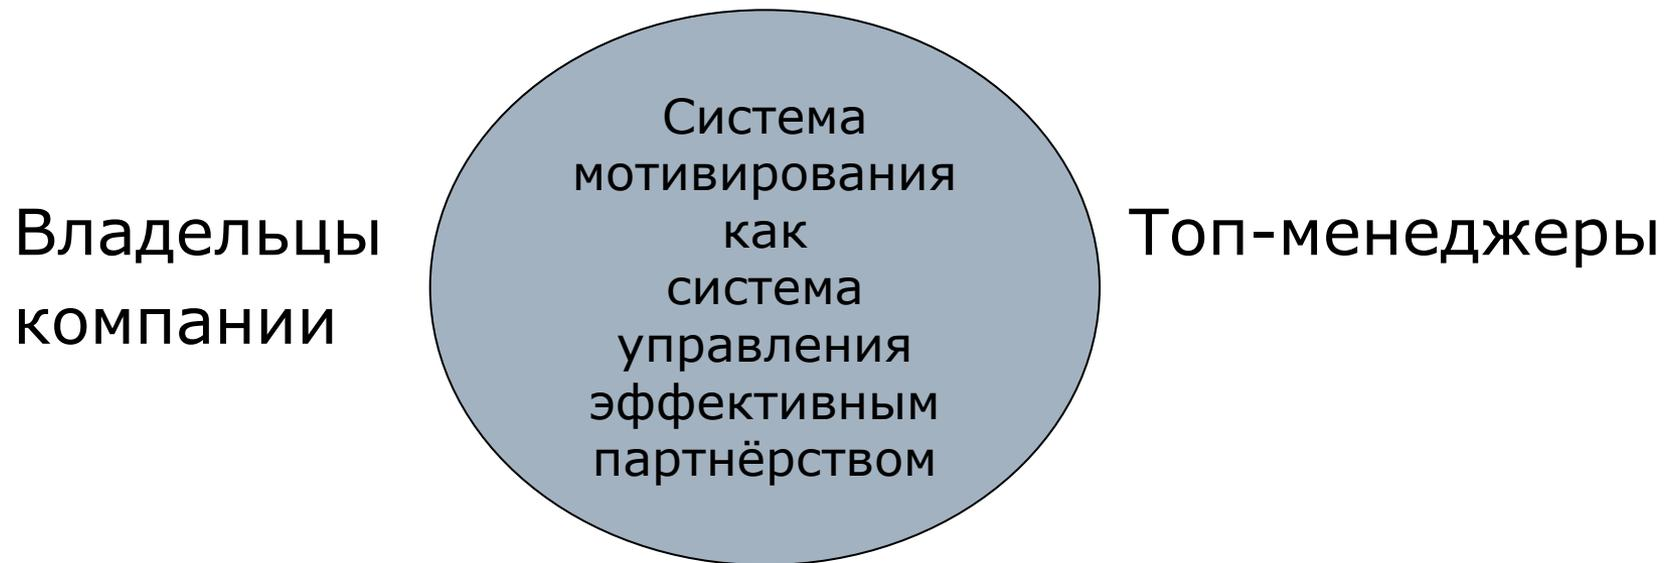 Владельцы
компании
Система
мотивирования
как
система
управления
эффективным
партнёрством
Топ-менеджеры